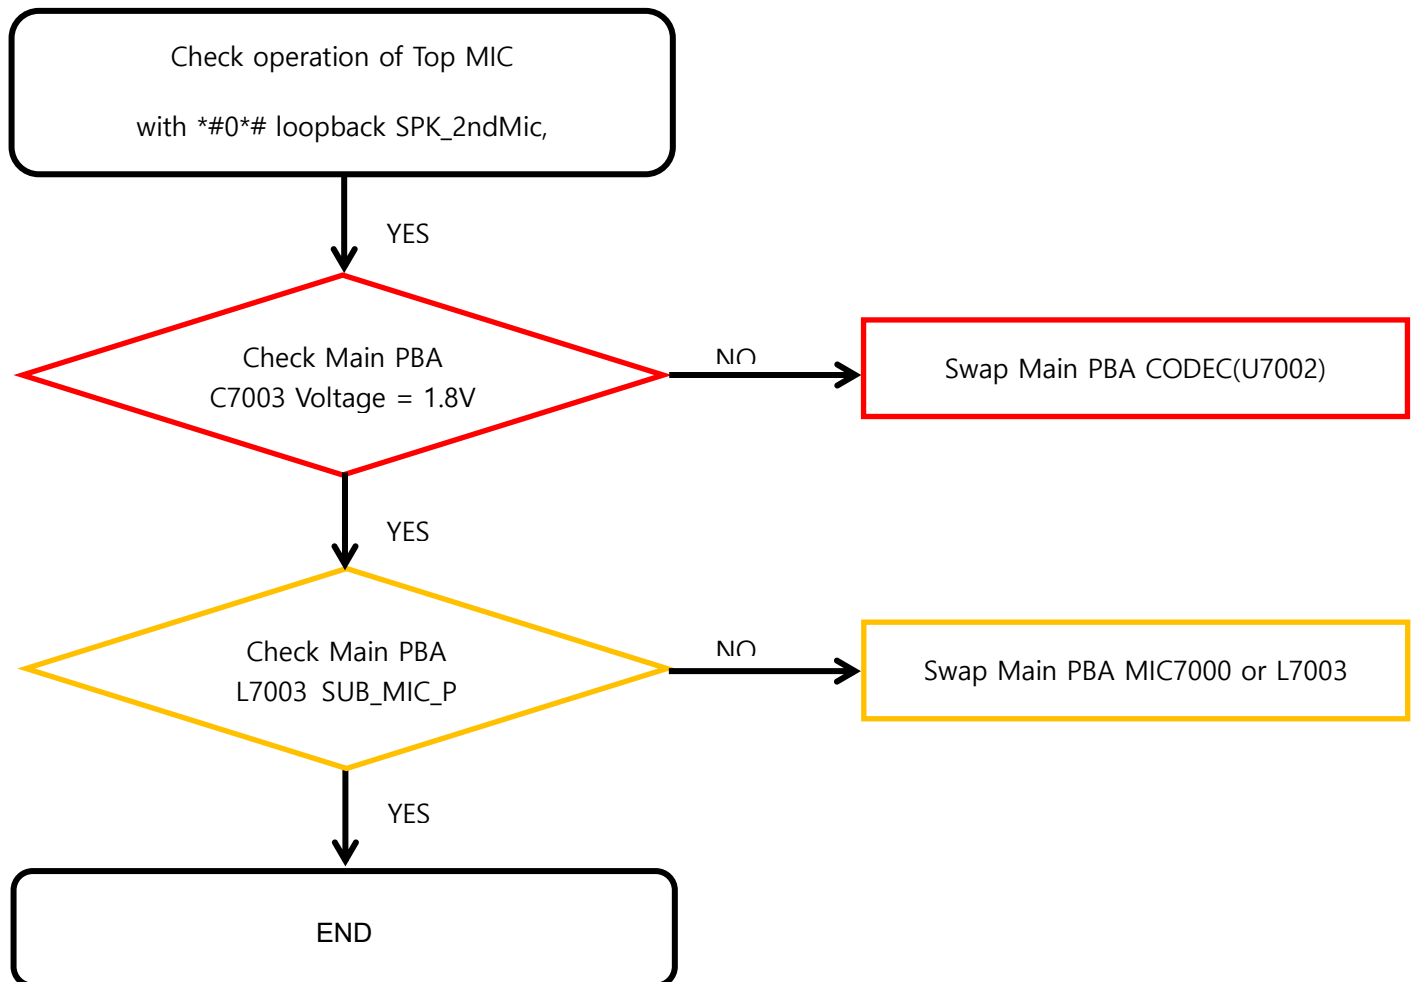 Check operation of Top MIC
with *#0*# loopback SPK_2ndMic,
YES
Check Main PBA
C7003 Voltage = 1.8V
NO
Swap Main PBA CODEC(U7002)
YES
Check Main PBA
L7003 SUB_MIC_P
NO
Swap Main PBA MIC7000 or L7003
YES
END